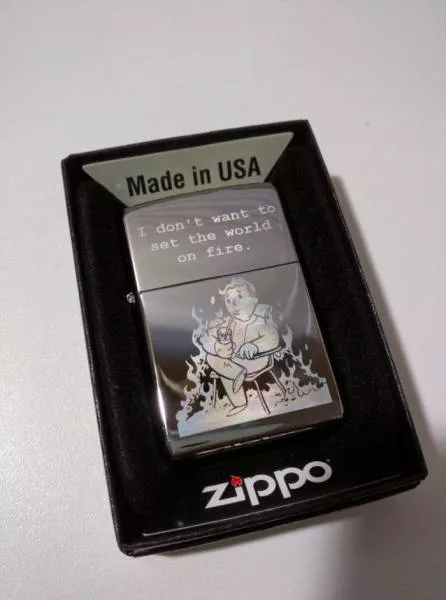 Made in USA
I don't want to
set the world
on fire.
zippo